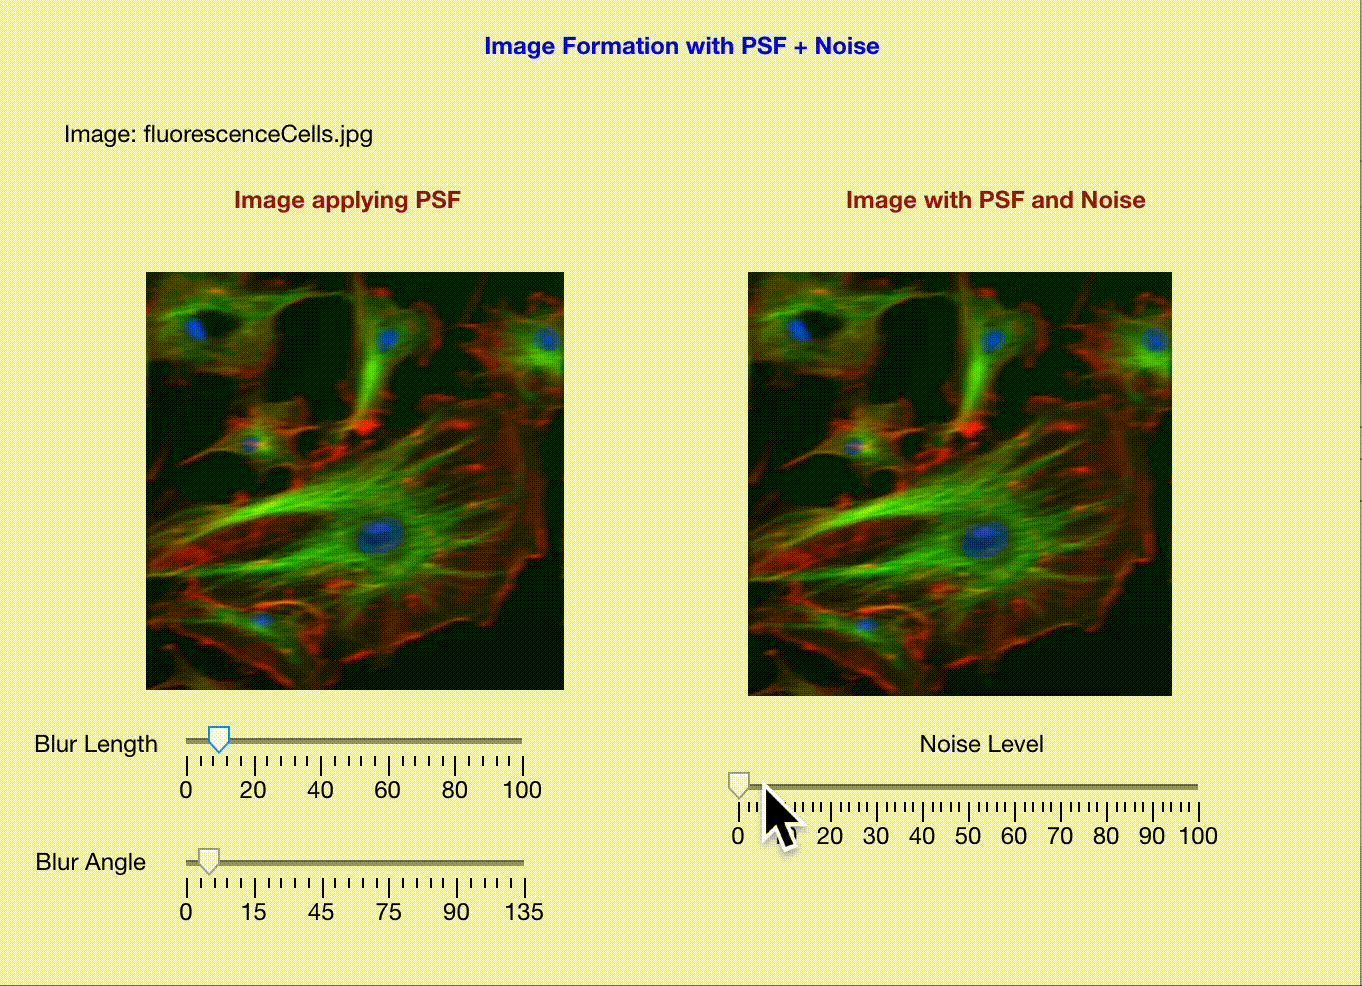 Image Formation with PSF + Noise
Image: fluorescenceCells.jpg
Image applying PSF
Image with PSF and Noise
Blur Length
0 20 40 60 80 100
Noise Level
0 20 30 40 50 60 70 80 90 100
Blur Angle
0 15 45 75 90 135